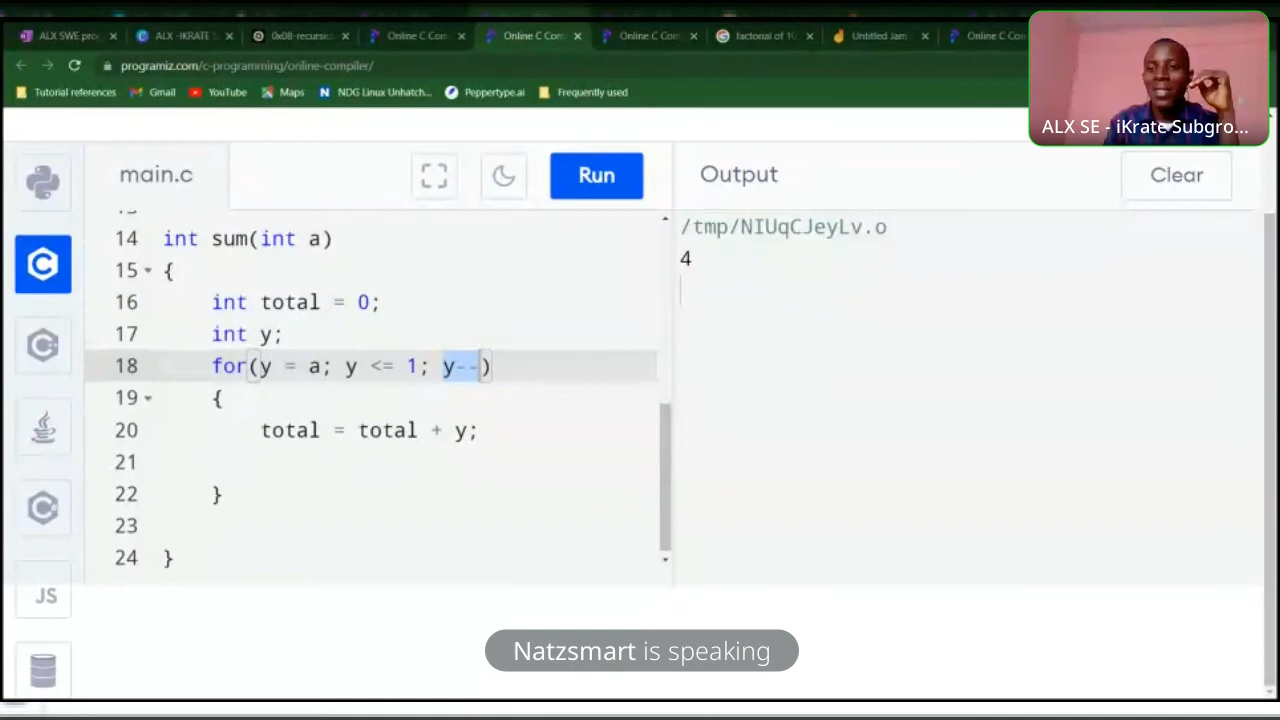 ALX SWE pro
ALX -IKRATE S
0x08-recursi
Online C Com
Online C Com
Online C Com
factorial of 10
Untitled Jam
Online C Com
programiz.com/c-programming/online-compiler/
Tutorial references
Gmail
YouTube
Maps
NDG Linux Unhatch...
Peppertype.ai
Frequently used
ALX SE - iKrate Subgro...
main.c
Run
Output
Clear
14 int sum(int a)
15 {
16 int total = 0;
17 int y;
18 for(y = a; y <= 1; y--)
19 {
20 total = total + y;
21
22 }
23
24 }
/tmp/NIUqCJeyLv.o
4
JS
Natzsmart is speaking